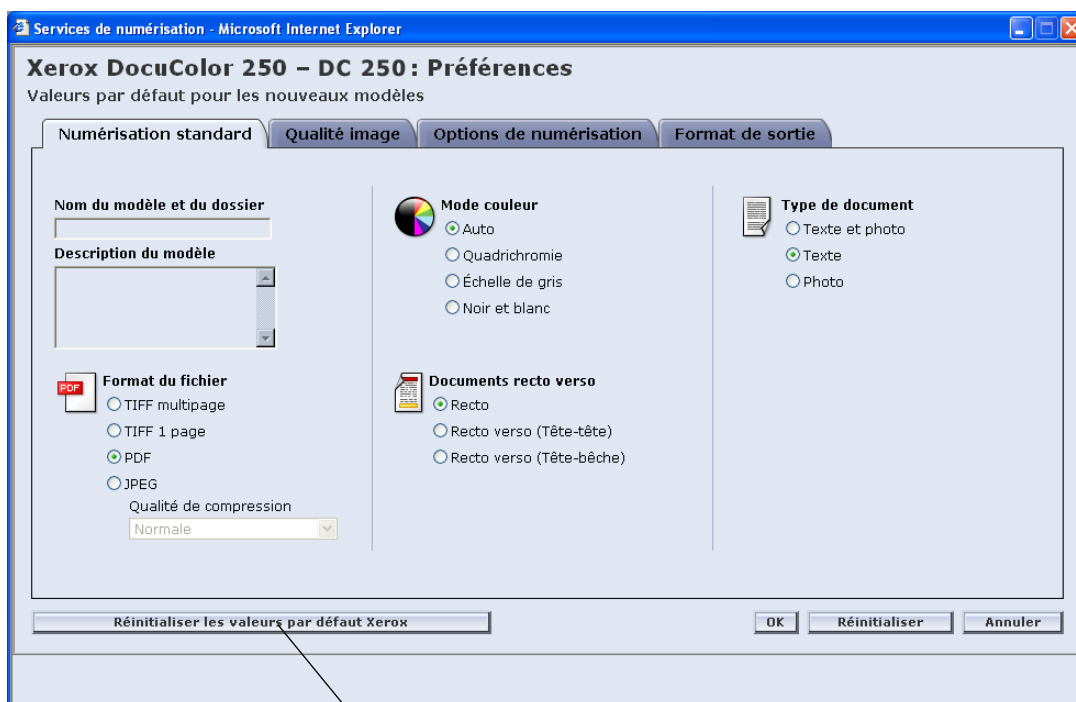 Services de numérisation - Microsoft Internet Explorer
Xerox DocuColor 250 – DC 250 : Préférences
Valeurs par défaut pour les nouveaux modèles
Numérisation standard
Qualité image
Options de numérisation
Format de sortie
Nom du modèle et du dossier
Description du modèle
PDF
Format du fichier
TIFF multipage
TIFF 1 page
PDF
JPEG
Qualité de compression
Normale
Mode couleur
Auto
Quadrichromie
Échelle de gris
Noir et blanc
Documents recto verso
Recto
Recto verso (Tête-tête)
Recto verso (Tête-bêche)
Type de document
Texte et photo
Texte
Photo
Réinitialiser les valeurs par défaut Xerox
OK
Réinitialiser
Annuler